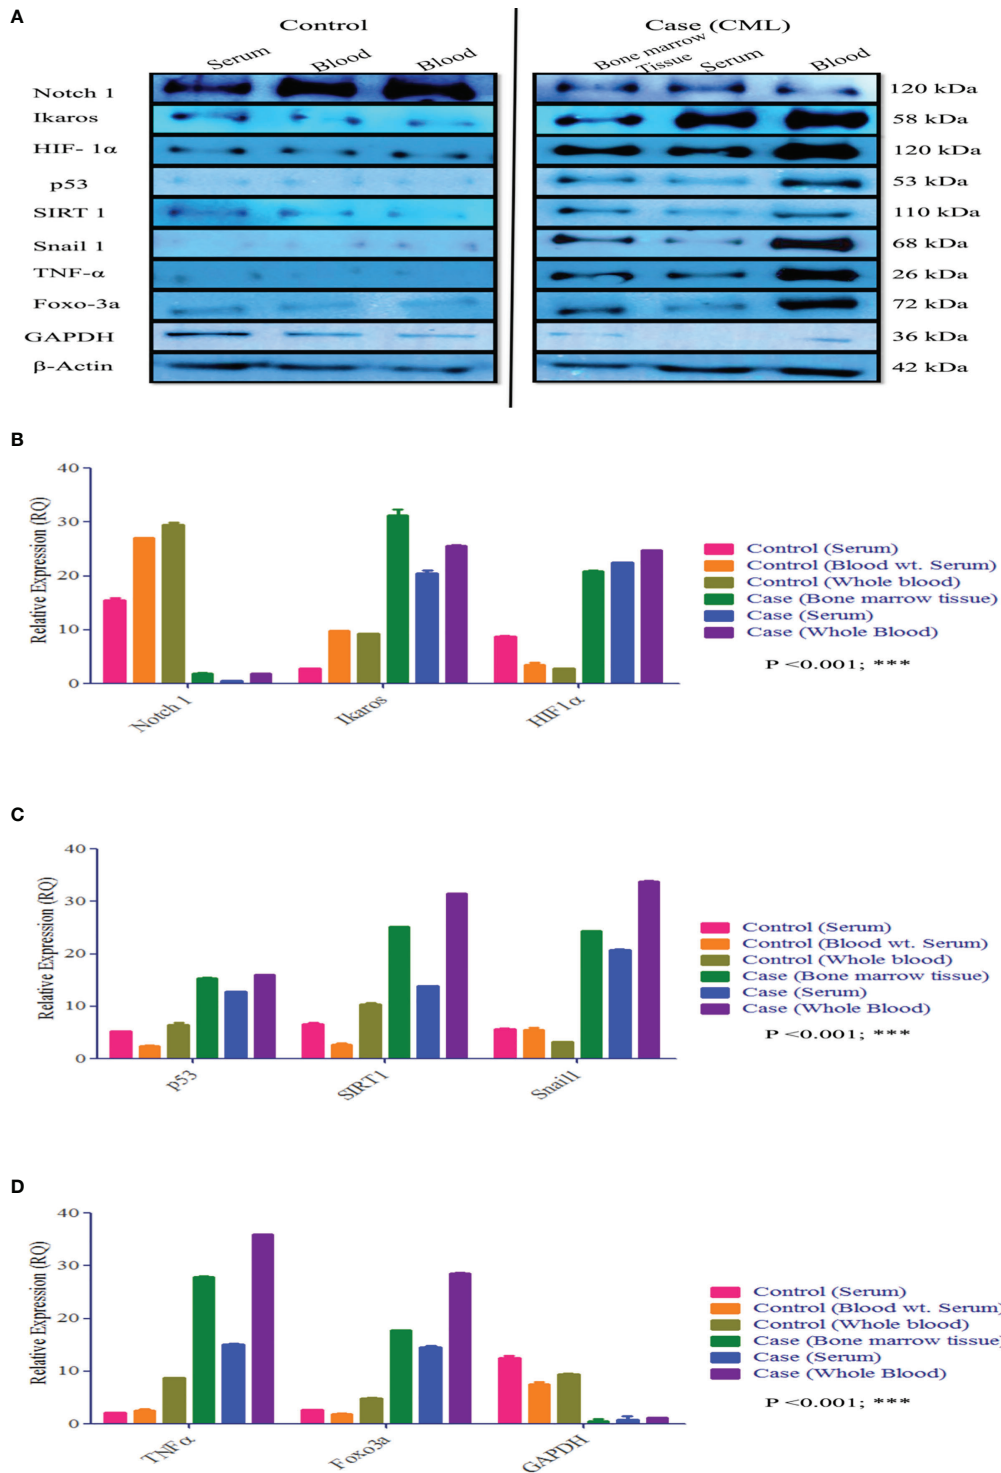 A
Control
Case (CML)
Serum
Blood
Blood
Bone marrow
Tissue
Serum
Blood
Notch 1
120 kDa
Ikaros
58 kDa
HIF- 1α
120 kDa
p53
53 kDa
SIRT 1
110 kDa
Snail 1
68 kDa
TNF-α
26 kDa
Foxo-3a
72 kDa
GAPDH
36 kDa
β-Actin
42 kDa
B
Relative Expression (RQ)
40
30
20
10
0
Notch 1
Ikaros
HIF1α
Control (Serum)
Control (Blood wt. Serum)
Control (Whole blood)
Case (Bone marrow tissue)
Case (Serum)
Case (Whole Blood)
P <0.001; ***
C
Relative Expression (RQ)
40
30
20
10
0
p53
SIRT1
Snail1
Control (Serum)
Control (Blood wt. Serum)
Control (Whole blood)
Case (Bone marrow tissue)
Case (Serum)
Case (Whole Blood)
P <0.001; ***
D
Relative Expression (RQ)
40
30
20
10
0
TNFα
Foxo3a
GAPDH
Control (Serum)
Control (Blood wt. Serum)
Control (Whole blood)
Case (Bone marrow tissue)
Case (Serum)
Case (Whole Blood)
P <0.001; ***